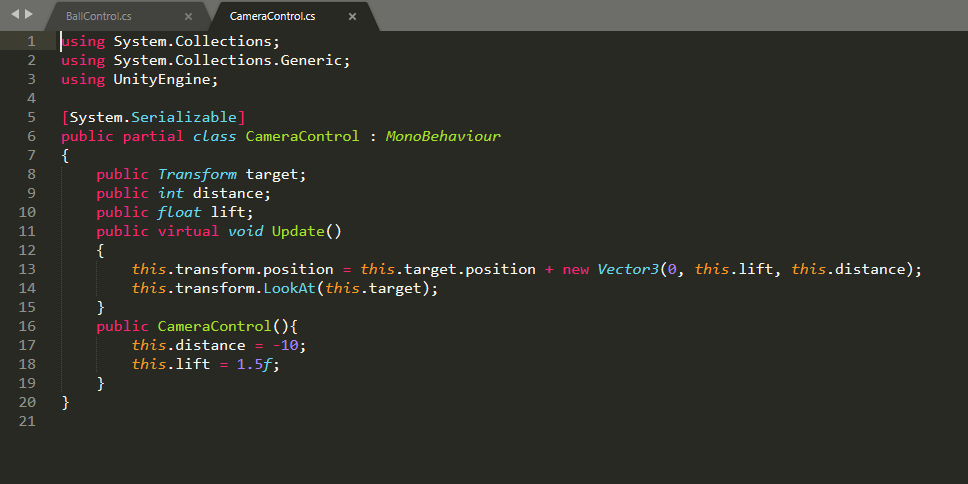 BallControl.cs × CameraControl.cs ×
1 using System.Collections;
2 using System.Collections.Generic;
3 using UnityEngine;
4
5 [System.Serializable]
6 public partial class CameraControl : MonoBehaviour
7 {
8     public Transform target;
9     public int distance;
10     public float lift;
11     public virtual void Update()
12     {
13         this.transform.position = this.target.position + new Vector3(0, this.lift, this.distance);
14         this.transform.LookAt(this.target);
15     }
16     public CameraControl(){
17         this.distance = -10;
18         this.lift = 1.5f;
19     }
20 }
21